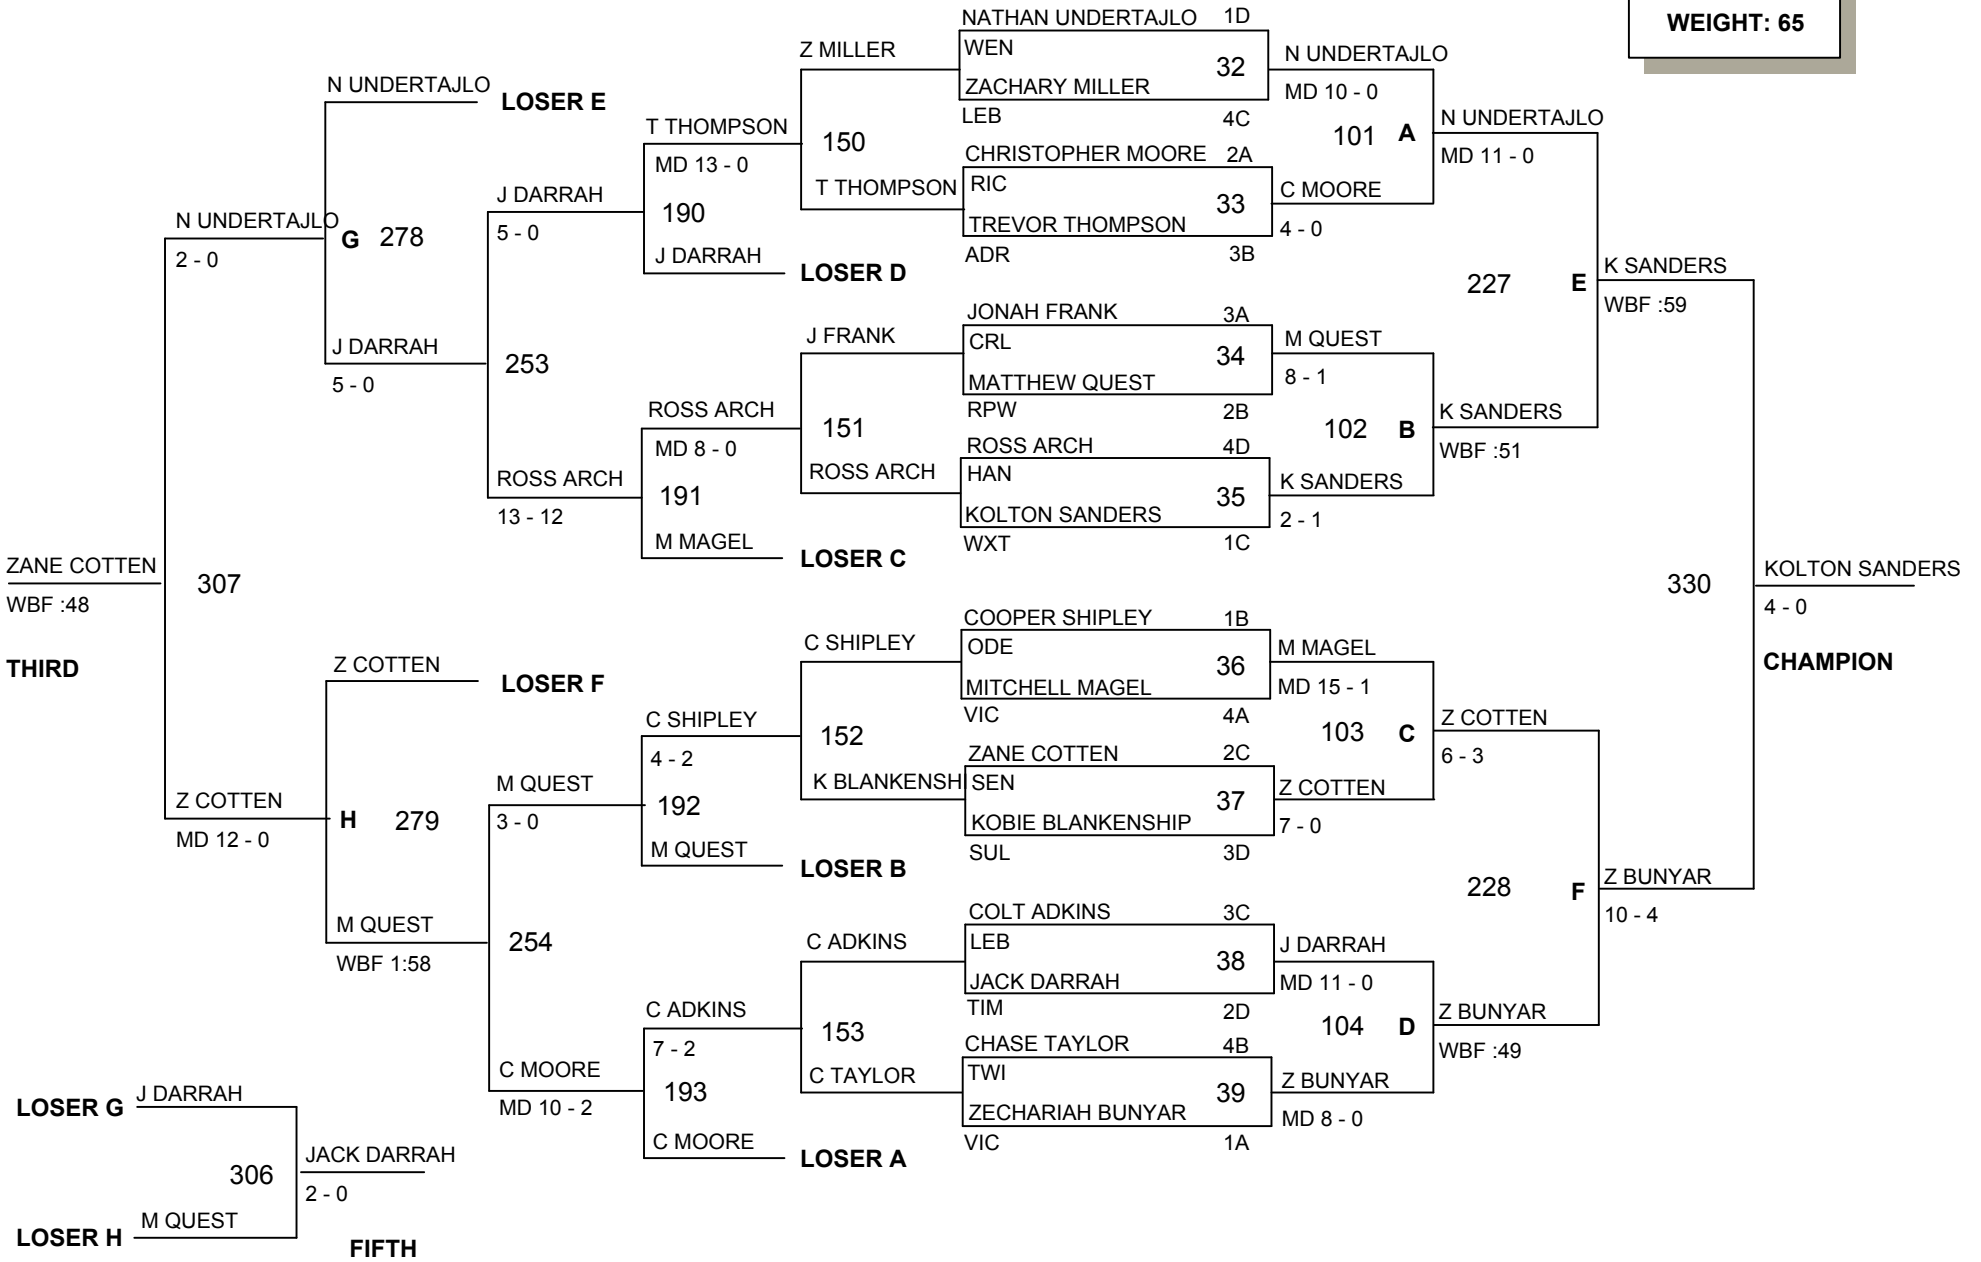 WEIGHT: 65
NATHAN UNDERTAJLO 1D
WEN
32
ZACHARY MILLER
LEB 4C
CHRISTOPHER MOORE 2A
RIC
33
TREVOR THOMPSON
ADR 3B
JONAH FRANK 3A
CRL
34
MATTHEW QUEST
RPW 2B
ROSS ARCH 4D
HAN
35
KOLTON SANDERS
WXT 1C
COOPER SHIPLEY 1B
ODE
36
MITCHELL MAGEL
VIC 4A
ZANE COTTEN 2C
SEN
37
KOBIE BLANKENSHIP
SUL 3D
COLT ADKINS 3C
LEB
38
JACK DARRAH
TIM 2D
CHASE TAYLOR 4B
TWI
39
ZECHARIAH BUNYAR
VIC 1A
N UNDERTAJLO
MD 10 - 0
101 A
C MOORE
4 - 0
M QUEST
8 - 1
102 B
K SANDERS
2 - 1
M MAGEL
MD 15 - 1
103 C
Z COTTEN
7 - 0
J DARRAH
MD 11 - 0
104 D
Z BUNYAR
MD 8 - 0
N UNDERTAJLO
MD 11 - 0
227 E
K SANDERS
WBF :51
Z COTTEN
6 - 3
228 F
Z BUNYAR
WBF :49
K SANDERS
WBF :59
330
Z BUNYAR
10 - 4
KOLTON SANDERS
4 - 0
CHAMPION
Z MILLER
150
T THOMPSON
J FRANK
151
ROSS ARCH
C SHIPLEY
152
K BLANKENSHI
C ADKINS
153
C TAYLOR
T THOMPSON
MD 13 - 0
190
J DARRAH
LOSER D
ROSS ARCH
MD 8 - 0
191
M MAGEL
LOSER C
C SHIPLEY
4 - 2
192
M QUEST
LOSER B
C ADKINS
7 - 2
193
C MOORE
LOSER A
J DARRAH
5 - 0
253
ROSS ARCH
13 - 12
M QUEST
3 - 0
254
C MOORE
MD 10 - 2
N UNDERTAJLO
LOSER E
G 278
J DARRAH
5 - 0
Z COTTEN
LOSER F
H 279
M QUEST
WBF 1:58
N UNDERTAJLO
2 - 0
307
Z COTTEN
MD 12 - 0
ZANE COTTEN
WBF :48
THIRD
LOSER G J DARRAH
306
LOSER H M QUEST
JACK DARRAH
2 - 0
FIFTH